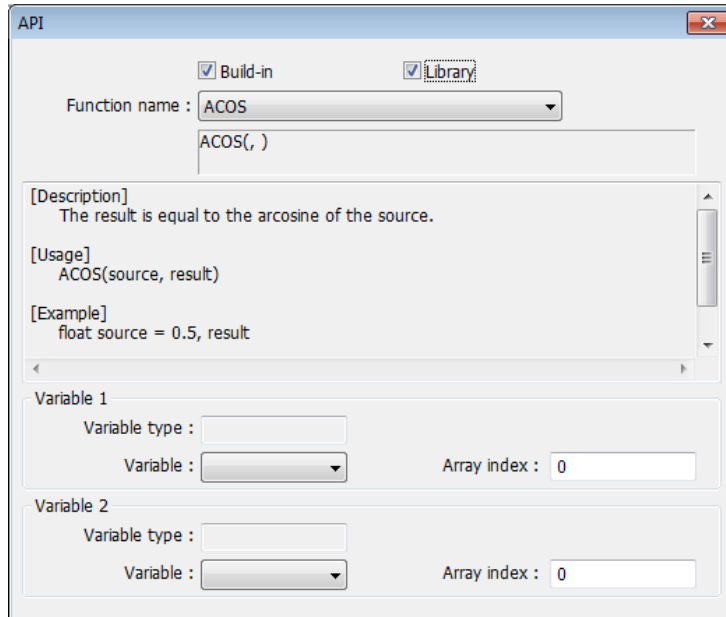 API
Build-in Library
Function name : ACOS
ACOS(, )
[Description]
The result is equal to the arcosine of the source.
[Usage]
ACOS(source, result)
[Example]
float source = 0.5, result
Variable 1
Variable type :
Variable : Array index : 0
Variable 2
Variable type :
Variable : Array index : 0